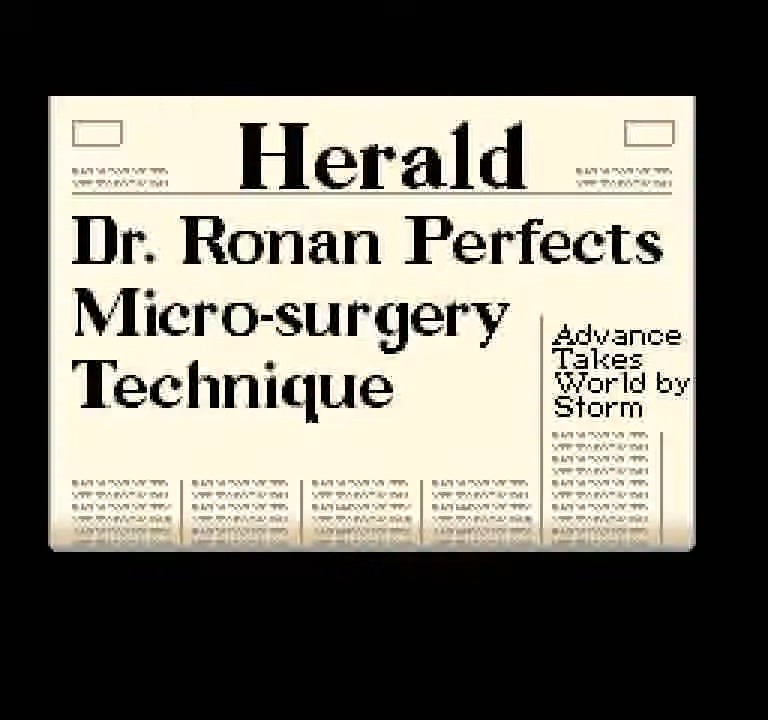 Herald
Dr. Ronan Perfects
Micro-surgery
Technique
Advance
Takes
World by
Storm